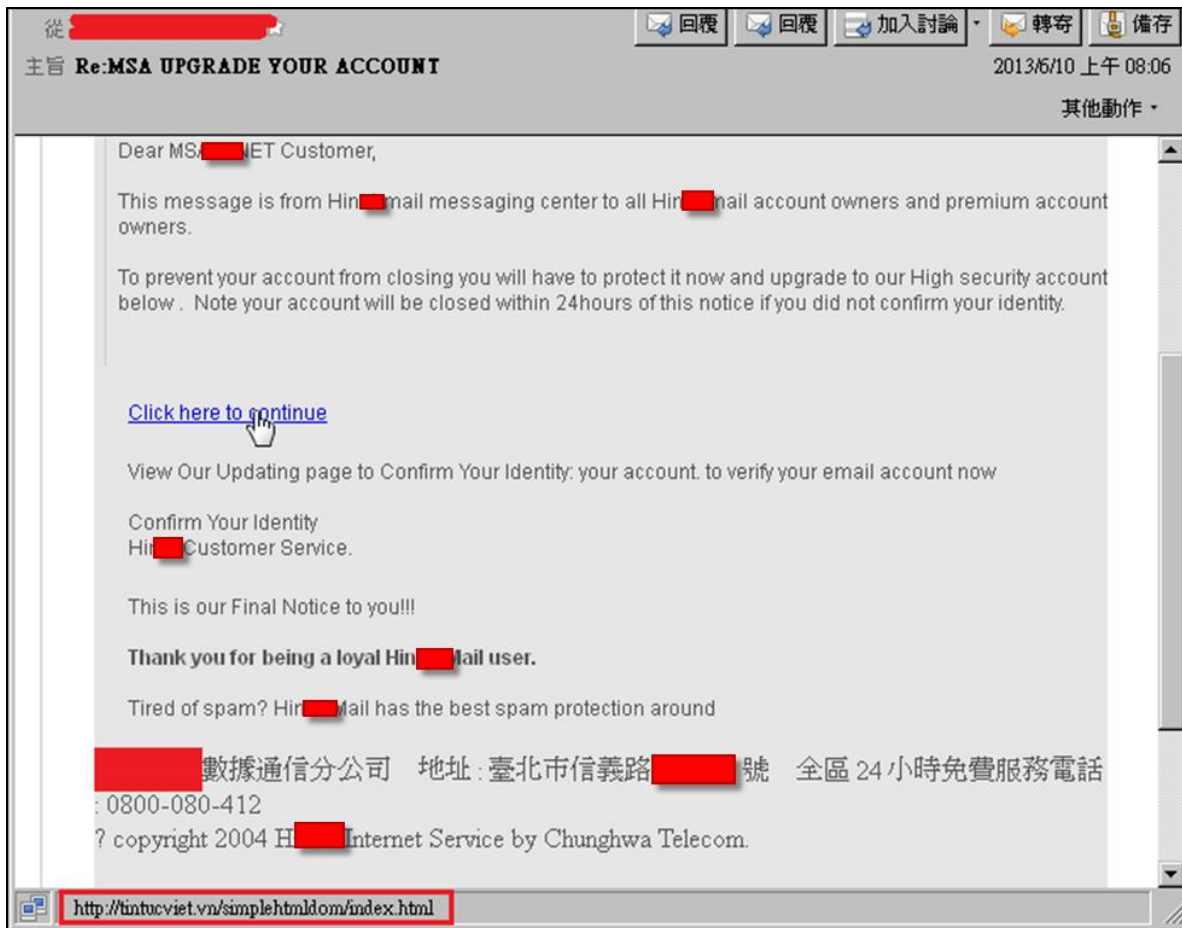 從 回覆 回覆 加入討論 轉寄 備存
主旨 Re:MSA UPGRADE YOUR ACCOUNT 2013/6/10 上午 08:06
其他動作
Dear MSA NET Customer,
This message is from Hin mail messaging center to all Hin mail account owners and premium account
owners.
To prevent your account from closing you will have to protect it now and upgrade to our High security account
below . Note your account will be closed within 24hours of this notice if you did not confirm your identity.
Click here to continue
View Our Updating page to Confirm Your Identity: your account. to verify your email account now
Confirm Your Identity
Hin Customer Service.
This is our Final Notice to you!!!
Thank you for being a loyal Hin Mail user.
Tired of spam? Hin Mail has the best spam protection around
數據通信分公司 地址 : 臺北市信義路 號 全區 24 小時免費服務電話
: 0800-080-412
? copyright 2004 H Internet Service by Chunghwa Telecom.
http://tintucviet.vn/simplehtmldom/index.html